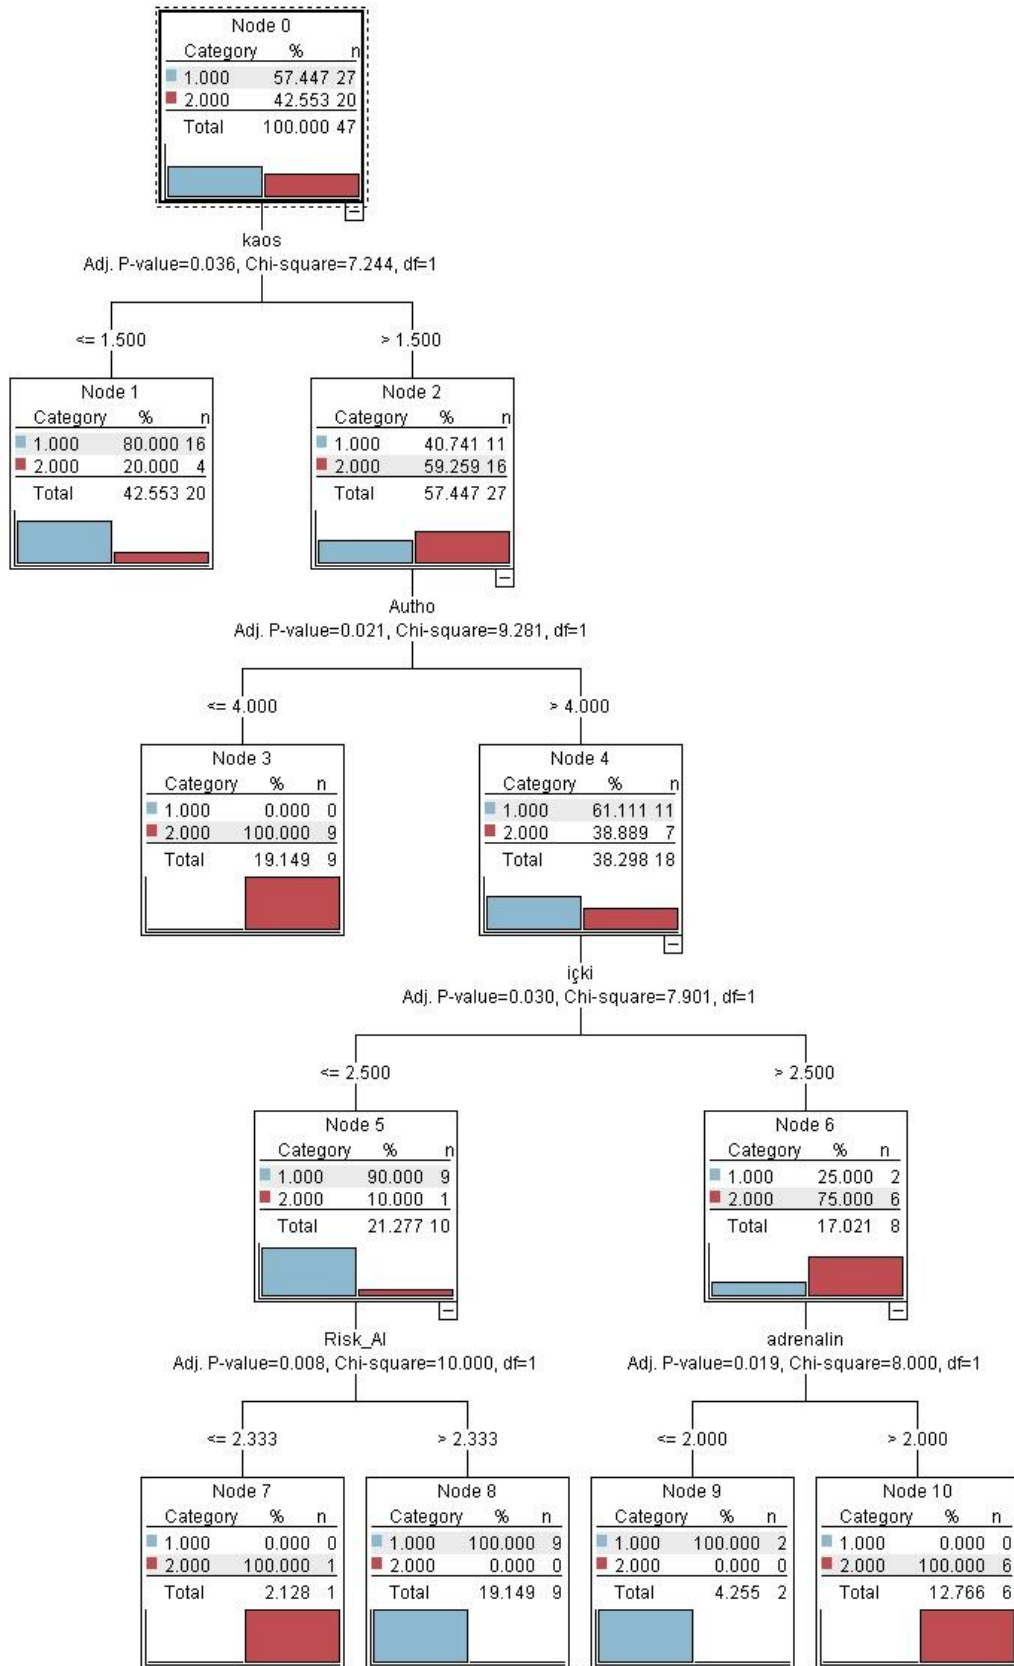 Node 0
Category % n
1.000 57.447 27
2.000 42.553 20
Total 100.000 47
kaos
Adj. P-value=0.036, Chi-square=7.244, df=1
<= 1.500
> 1.500
Node 1
Category % n
1.000 80.000 16
2.000 20.000 4
Total 42.553 20
Node 2
Category % n
1.000 40.741 11
2.000 59.259 16
Total 57.447 27
Autho
Adj. P-value=0.021, Chi-square=9.281, df=1
<= 4.000
> 4.000
Node 3
Category % n
1.000 0.000 0
2.000 100.000 9
Total 19.149 9
Node 4
Category % n
1.000 61.111 11
2.000 38.889 7
Total 38.298 18
içki
Adj. P-value=0.030, Chi-square=7.901, df=1
<= 2.500
> 2.500
Node 5
Category % n
1.000 90.000 9
2.000 10.000 1
Total 21.277 10
Node 6
Category % n
1.000 25.000 2
2.000 75.000 6
Total 17.021 8
Risk_Al
Adj. P-value=0.008, Chi-square=10.000, df=1
adrenalin
Adj. P-value=0.019, Chi-square=8.000, df=1
<= 2.333
> 2.333
<= 2.000
> 2.000
Node 7
Category % n
1.000 0.000 0
2.000 100.000 1
Total 2.128 1
Node 8
Category % n
1.000 100.000 9
2.000 0.000 0
Total 19.149 9
Node 9
Category % n
1.000 100.000 2
2.000 0.000 0
Total 4.255 2
Node 10
Category % n
1.000 0.000 0
2.000 100.000 6
Total 12.766 6